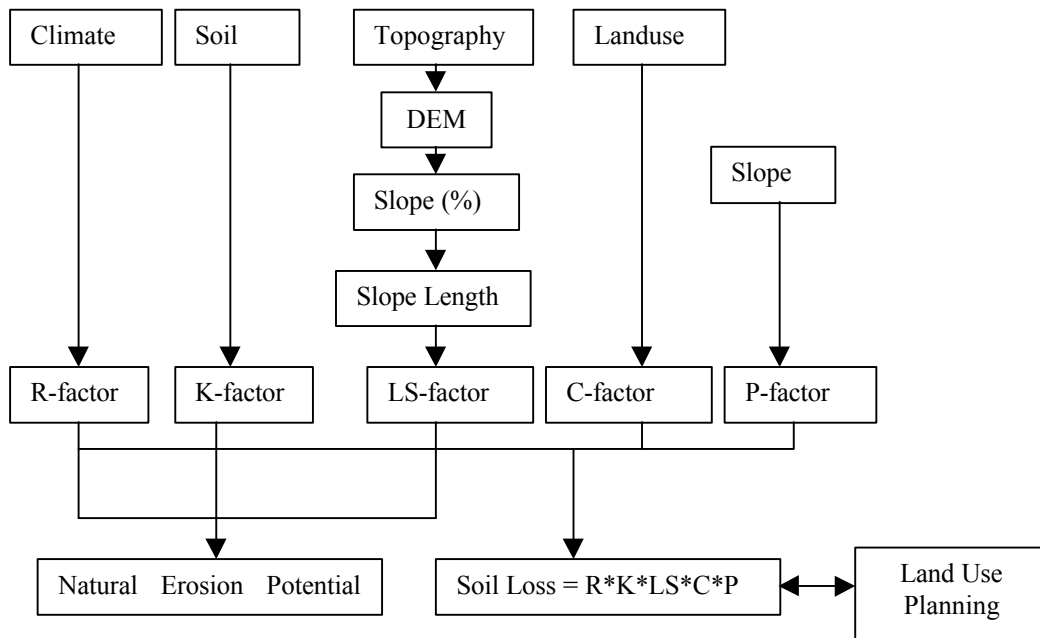 Climate
Soil
Topography
Landuse
DEM
Slope
Slope (%)
Slope Length
R-factor
K-factor
LS-factor
C-factor
P-factor
Natural Erosion Potential
Soil Loss = R*K*LS*C*P
Land Use
Planning